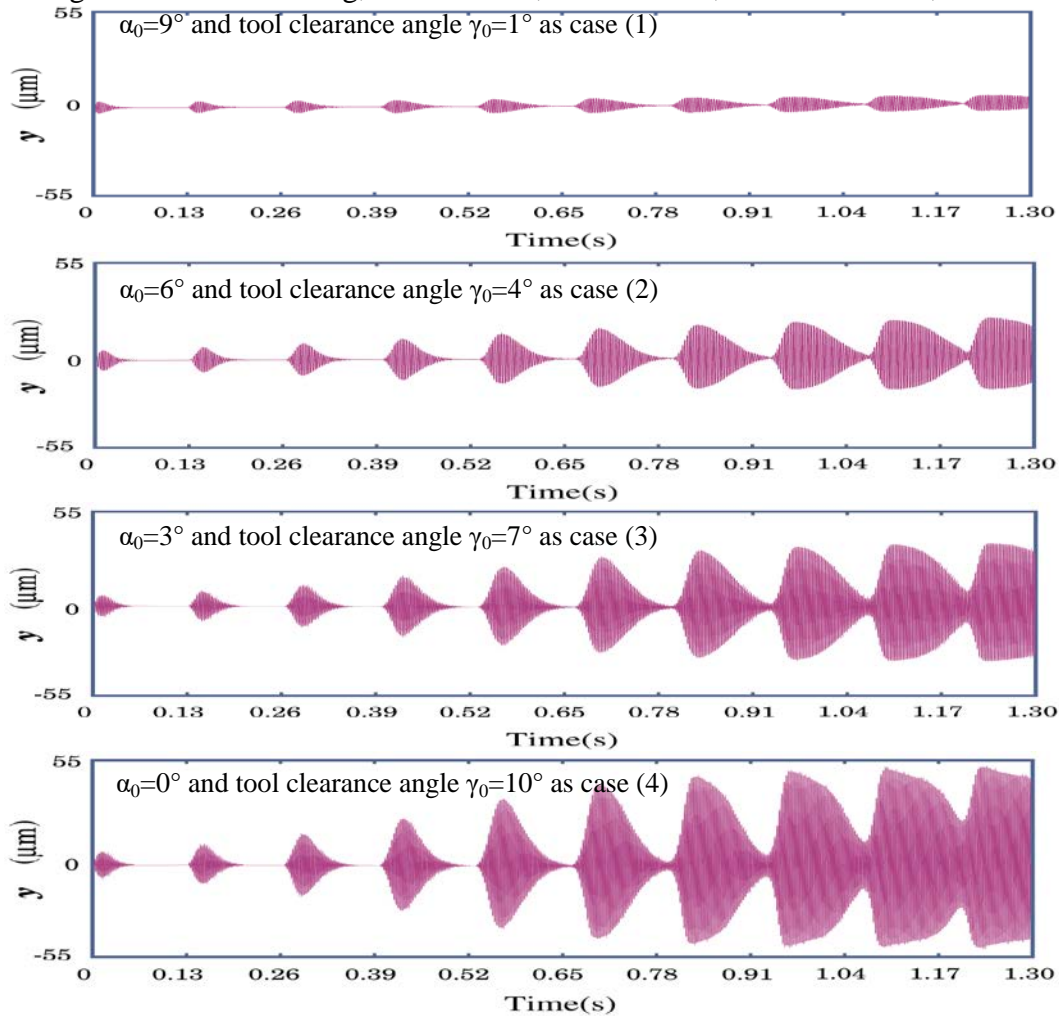 α₀=9° and tool clearance angle γ₀=1° as case (1)
55
0
-55
y (μm)
0 0.13 0.26 0.39 0.52 0.65 0.78 0.91 1.04 1.17 1.30
Time(s)
α₀=6° and tool clearance angle γ₀=4° as case (2)
55
0
-55
y (μm)
0 0.13 0.26 0.39 0.52 0.65 0.78 0.91 1.04 1.17 1.30
Time(s)
α₀=3° and tool clearance angle γ₀=7° as case (3)
55
0
-55
y (μm)
0 0.13 0.26 0.39 0.52 0.65 0.78 0.91 1.04 1.17 1.30
Time(s)
α₀=0° and tool clearance angle γ₀=10° as case (4)
55
0
-55
y (μm)
0 0.13 0.26 0.39 0.52 0.65 0.78 0.91 1.04 1.17 1.30
Time(s)